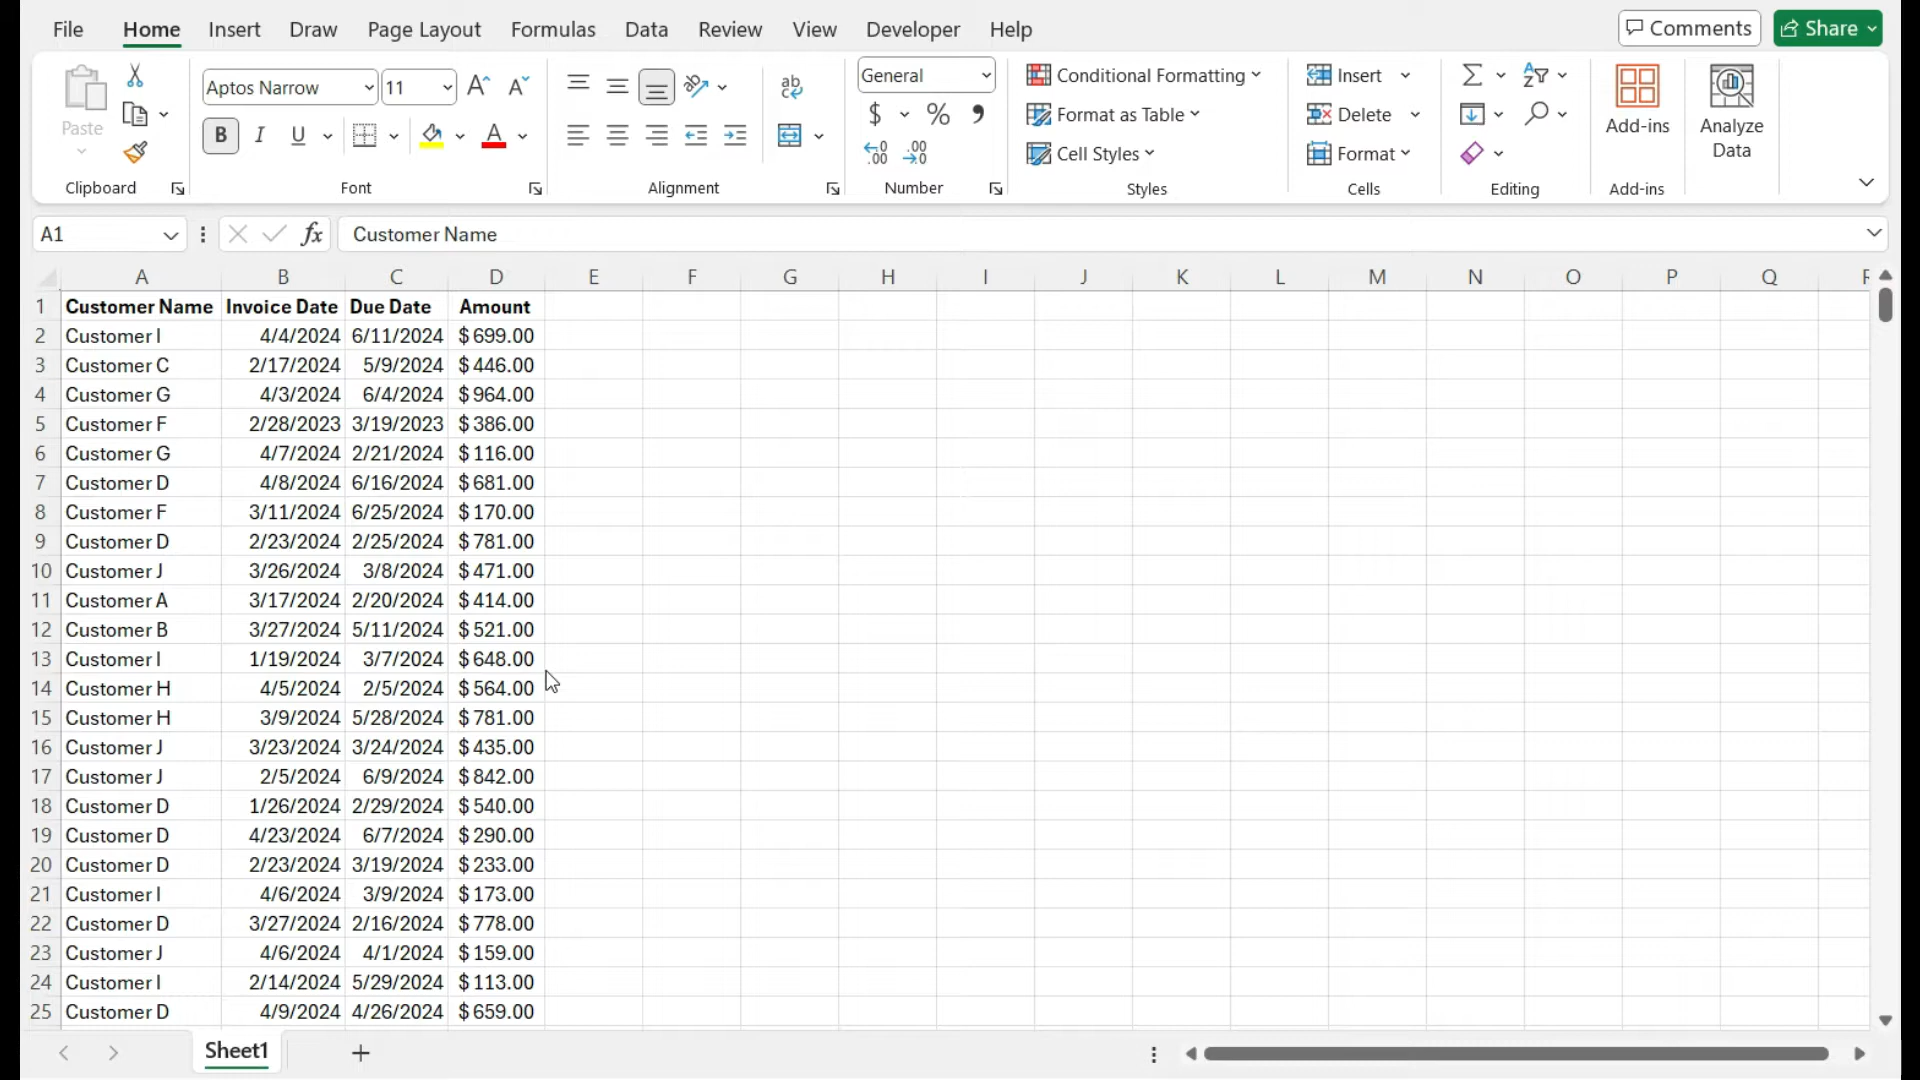 File Home Insert Draw Page Layout Formulas Data Review View Developer Help Comments Share
Paste
Clipboard
Aptos Narrow 11
B I U
Font
Alignment
General
$ % ,
Number
Conditional Formatting
Format as Table
Cell Styles
Styles
Insert
Delete
Format
Cells
Editing
Add-ins
Add-ins
Analyze
Data
A1 fx Customer Name
A B C D E F G H I J K L M N O P Q
1 Customer Name Invoice Date Due Date Amount
2 Customer I 4/4/2024 6/11/2024 $ 699.00
3 Customer C 2/17/2024 5/9/2024 $ 446.00
4 Customer G 4/3/2024 6/4/2024 $ 964.00
5 Customer F 2/28/2023 3/19/2023 $ 386.00
6 Customer G 4/7/2024 2/21/2024 $ 116.00
7 Customer D 4/8/2024 6/16/2024 $ 681.00
8 Customer F 3/11/2024 6/25/2024 $ 170.00
9 Customer D 2/23/2024 2/25/2024 $ 781.00
10 Customer J 3/26/2024 3/8/2024 $ 471.00
11 Customer A 3/17/2024 2/20/2024 $ 414.00
12 Customer B 3/27/2024 5/11/2024 $ 521.00
13 Customer I 1/19/2024 3/7/2024 $ 648.00
14 Customer H 4/5/2024 2/5/2024 $ 564.00
15 Customer H 3/9/2024 5/28/2024 $ 781.00
16 Customer J 3/23/2024 3/24/2024 $ 435.00
17 Customer J 2/5/2024 6/9/2024 $ 842.00
18 Customer D 1/26/2024 2/29/2024 $ 540.00
19 Customer D 4/23/2024 6/7/2024 $ 290.00
20 Customer D 2/23/2024 3/19/2024 $ 233.00
21 Customer I 4/6/2024 3/9/2024 $ 173.00
22 Customer D 3/27/2024 2/16/2024 $ 778.00
23 Customer J 4/6/2024 4/1/2024 $ 159.00
24 Customer I 2/14/2024 5/29/2024 $ 113.00
25 Customer D 4/9/2024 4/26/2024 $ 659.00
Sheet1